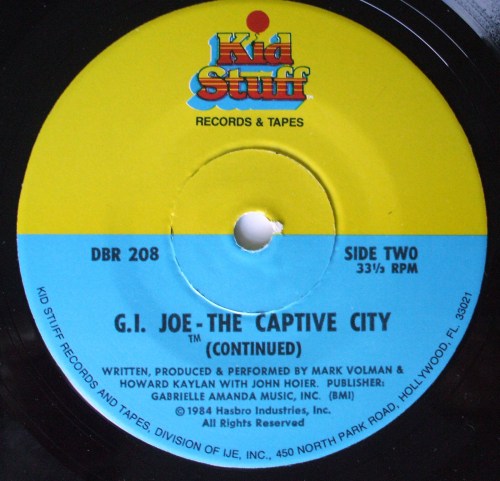 Kid
Stuff
RECORDS & TAPES
DBR 208
SIDE TWO
33⅓ RPM
G.I. JOE™-THE CAPTIVE CITY
(CONTINUED)
WRITTEN, PRODUCED & PERFORMED BY MARK VOLMAN &
HOWARD KAYLAN WITH JOHN HOIER. PUBLISHER:
GABRIELLE AMANDA MUSIC, INC. (BMI)
©1984 Hasbro Industries, Inc.
All Rights Reserved
KID STUFF RECORDS AND TAPES, DIVISION OF IJE, INC., 450 NORTH PARK ROAD, HOLLYWOOD, FL. 33021